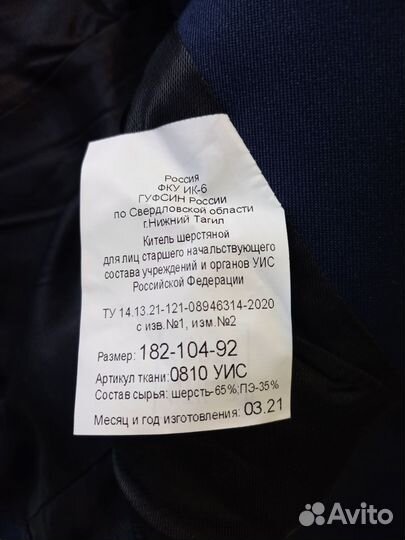 Россия
ФКУ ИК-6
ГУФСИН России
по Свердловской области
г.Нижний Тагил
Китель шерстяной
для лиц старшего начальствующего
состава учреждений и органов УИС
Российской Федерации
ТУ 14.13.21-121-08946314-2020
с изв.№1, изм.№2
Размер: 182-104-92
Артикул ткани: 0810 УИС
Состав сырья: шерсть-65%; ПЭ-35%
Месяц и год изготовления: 03.21
Avito